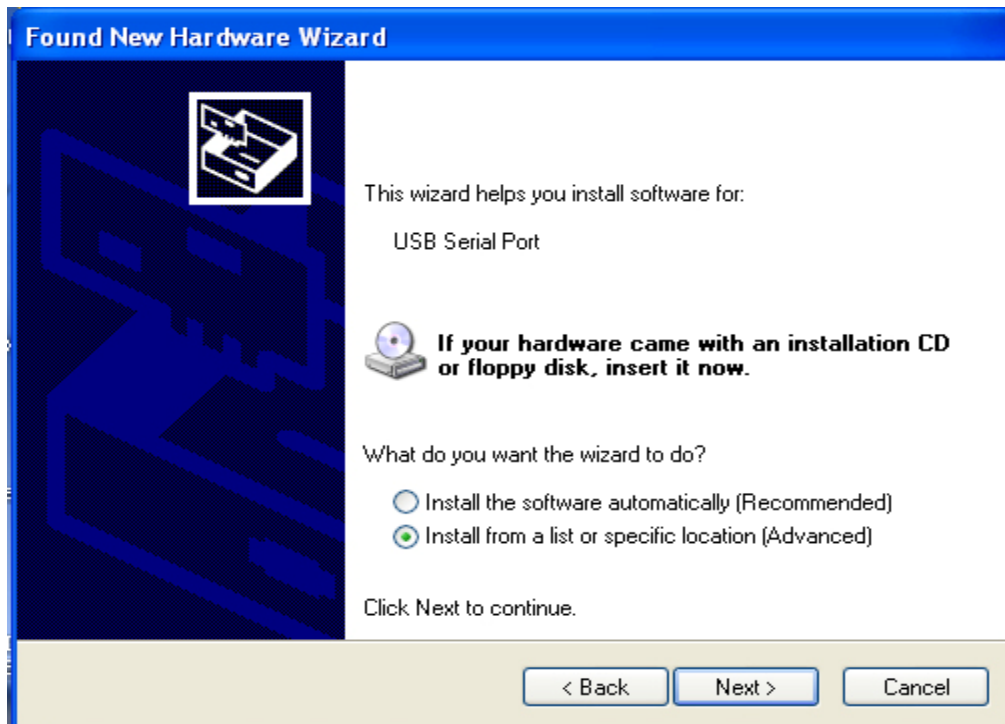 Found New Hardware Wizard
This wizard helps you install software for:
USB Serial Port
If your hardware came with an installation CD
or floppy disk, insert it now.
What do you want the wizard to do?
Install the software automatically (Recommended)
Install from a list or specific location (Advanced)
Click Next to continue.
< Back
Next >
Cancel